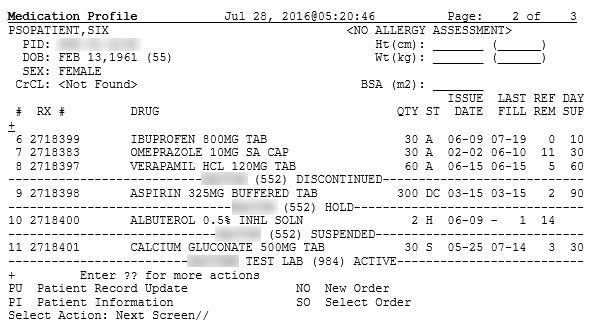 Medication Profile Jul 28, 2016@05:20:46 Page: 2 of 3
PSOPATIENT,SIX <NO ALLERGY ASSESSMENT>
PID: Ht(cm): _______ (______)
DOB: FEB 13,1961 (55) Wt(kg): _______ (______)
SEX: FEMALE
CrCL: <Not Found> BSA (m2): _______
ISSUE LAST REF DAY
# RX # DRUG QTY ST DATE FILL REM SUP
+
6 2718399 IBUPROFEN 800MG TAB 30 A 06-09 07-19 0 10
7 2718383 OMEPRAZOLE 10MG SA CAP 30 A 02-02 06-10 11 30
8 2718397 VERAPAMIL HCL 120MG TAB 60 A 06-15 06-15 5 60
(552) DISCONTINUED
9 2718398 ASPIRIN 325MG BUFFERED TAB 300 DC 03-15 03-15 2 90
(552) HOLD
10 2718400 ALBUTEROL 0.5% INHL SOLN 2 H 06-09 - 1 14
(552) SUSPENDED
11 2718401 CALCIUM GLUCONATE 500MG TAB 30 S 05-25 07-14 3 30
TEST LAB (984) ACTIVE
+ Enter ?? for more actions
PU Patient Record Update NO New Order
PI Patient Information SO Select Order
Select Action: Next Screen//